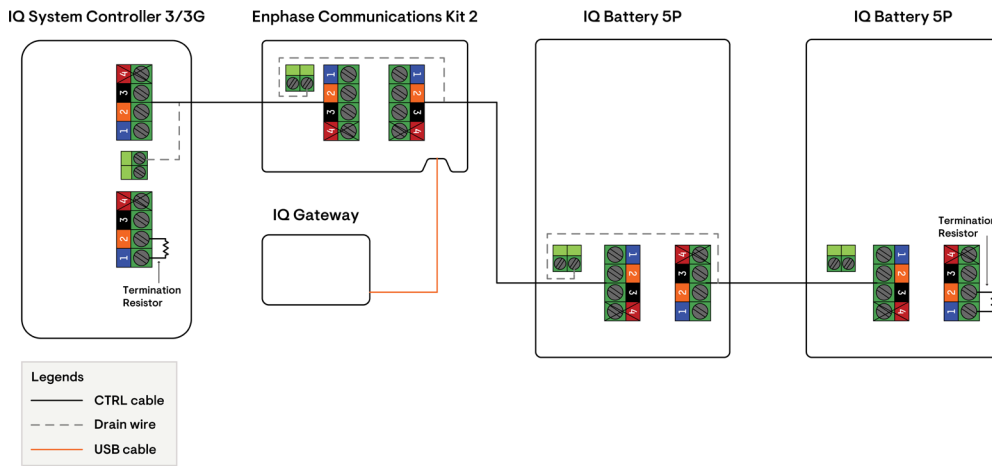 IQ System Controller 3/3G
Enphase Communications Kit 2
IQ Battery 5P
IQ Battery 5P
4
3
2
1
4
3
2
1
Termination
Resistor
1
2
3
4
1
2
3
4
IQ Gateway
1
2
3
4
4
3
2
1
1
2
3
4
4
3
2
1
Termination
Resistor
Legends
CTRL cable
Drain wire
USB cable